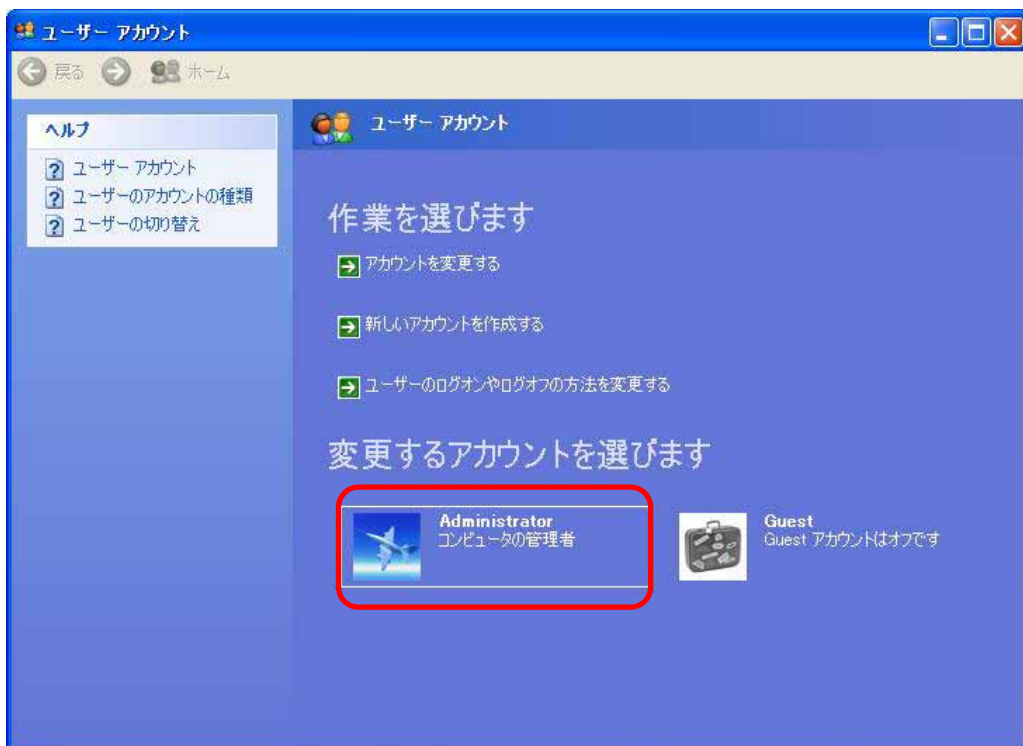 ユーザー アカウント
戻る ホーム
ヘルプ
ユーザー アカウント
ユーザーのアカウントの種類
ユーザーの切り替え
ユーザー アカウント
作業を選びます
アカウントを変更する
新しいアカウントを作成する
ユーザーのログオンやログオフの方法を変更する
変更するアカウントを選びます
Administrator
コンピュータの管理者
Guest
Guest アカウントはオフです